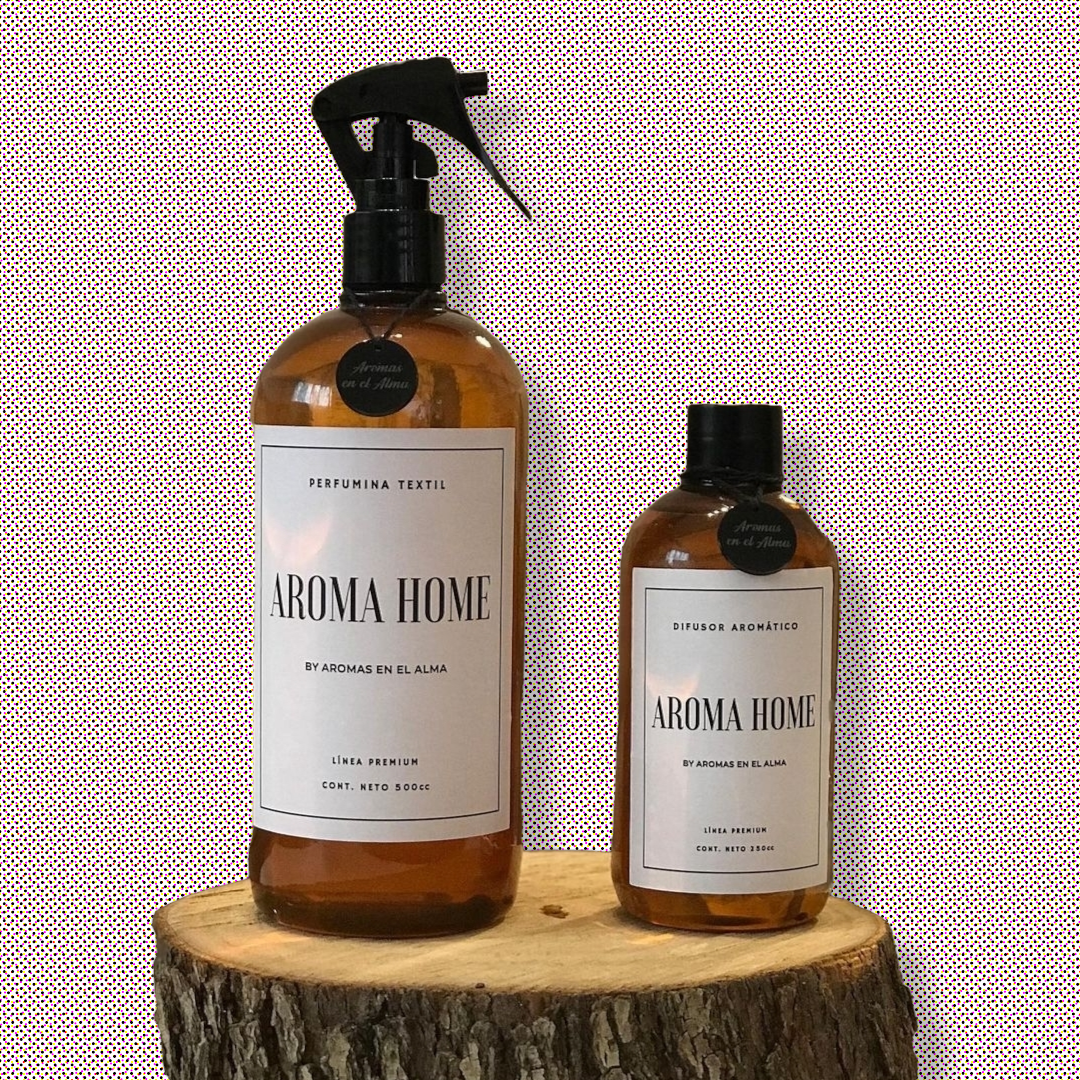 Aromas
en el Alma
PERFUMINA TEXTIL
AROMA HOME
BY AROMAS EN EL ALMA
LÍNEA PREMIUM
CONT. NETO 500cc
Aromas
en el Alma
DIFUSOR AROMÁTICO
AROMA HOME
BY AROMAS EN EL ALMA
LÍNEA PREMIUM
CONT. NETO 250cc